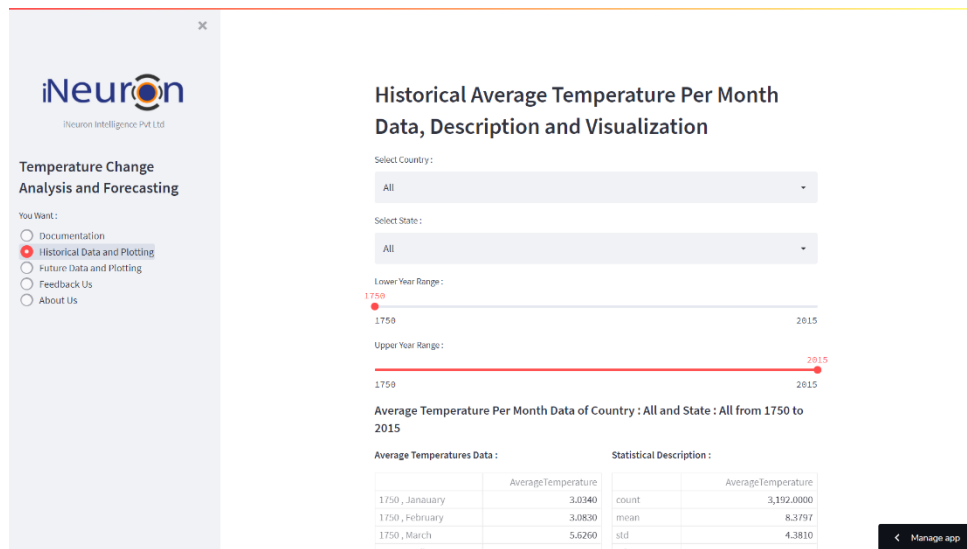 ×
iNeuron
iNeuron Intelligence Pvt Ltd
Temperature Change
Analysis and Forecasting
You Want :
Documentation
Historical Data and Plotting
Future Data and Plotting
Feedback Us
About Us
Historical Average Temperature Per Month
Data, Description and Visualization
Select Country :
All
Select State :
All
Lower Year Range :
1750
1750 2015
Upper Year Range :
2015
1750 2015
Average Temperature Per Month Data of Country : All and State : All from 1750 to
2015
Average Temperatures Data :
AverageTemperature
1750 , Janauary 3.0340
1750 , February 3.0830
1750 , March 5.6260
Statistical Description :
AverageTemperature
count 3,192.0000
mean 8.3797
std 4.3810
< Manage app